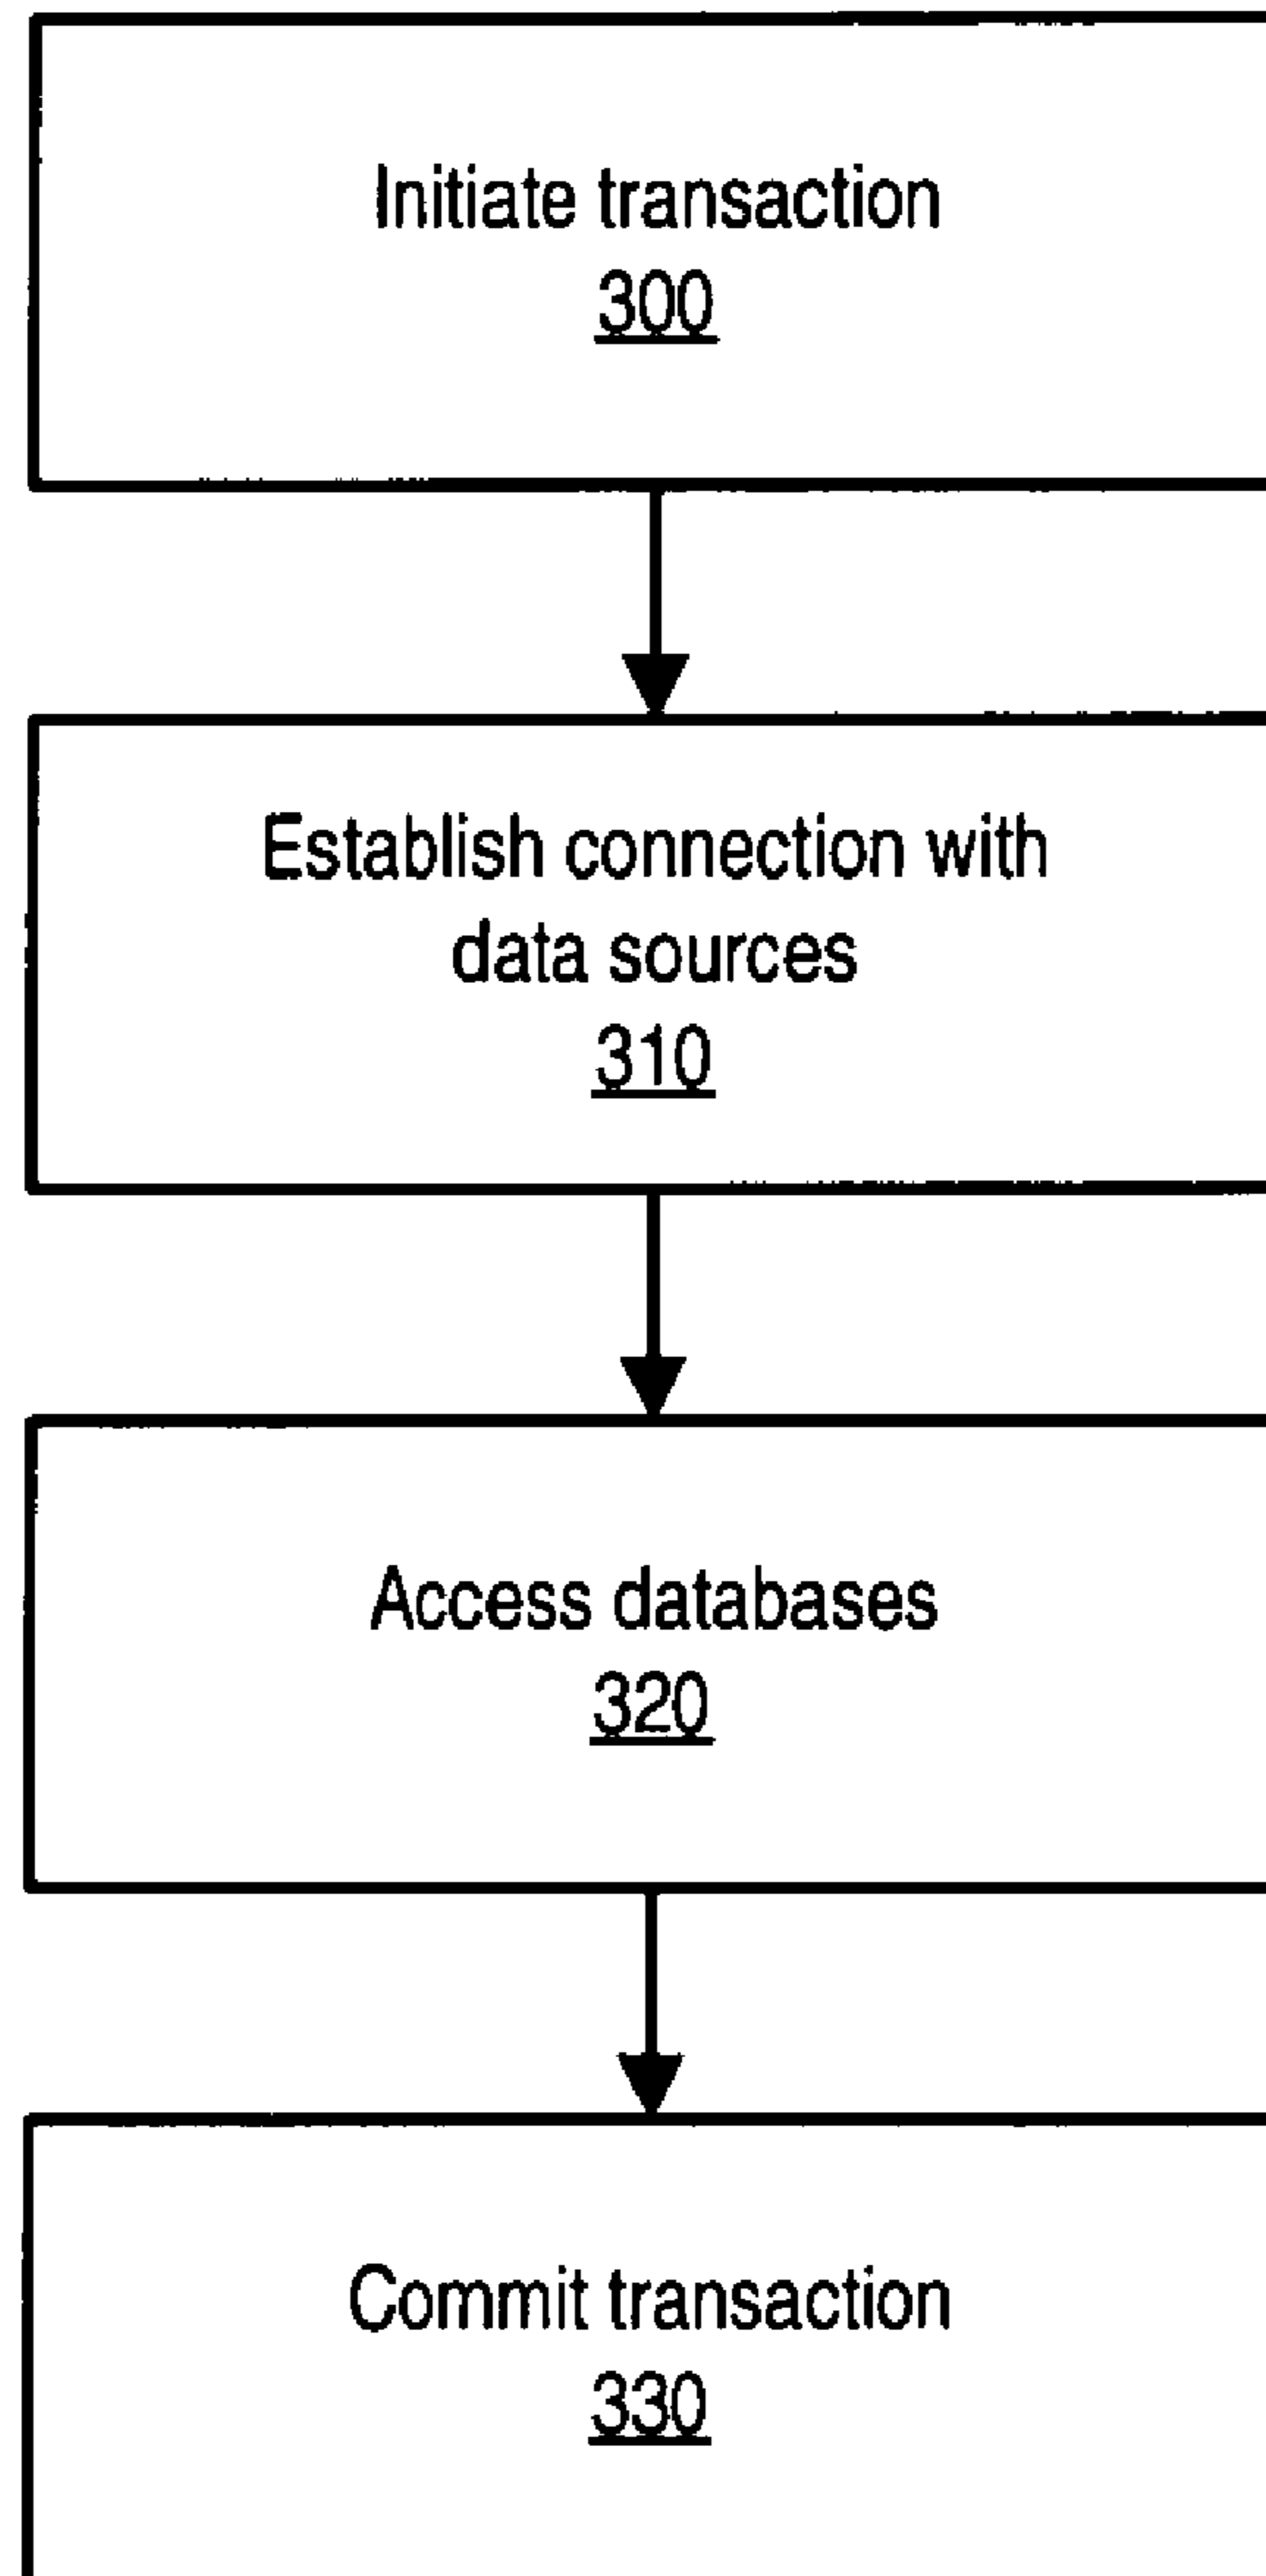 Initiate transaction
300
Establish connection with
data sources
310
Access databases
320
Commit transaction
330